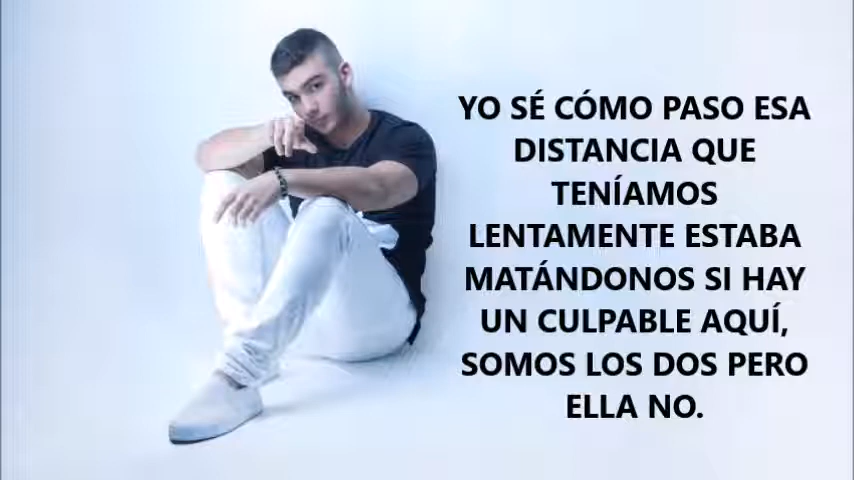 YO SÉ CÓMO PASO ESA
DISTANCIA QUE
TENÍAMOS
LENTAMENTE ESTABA
MATÁNDONOS SI HAY
UN CULPABLE AQUÍ,
SOMOS LOS DOS PERO
ELLA NO.